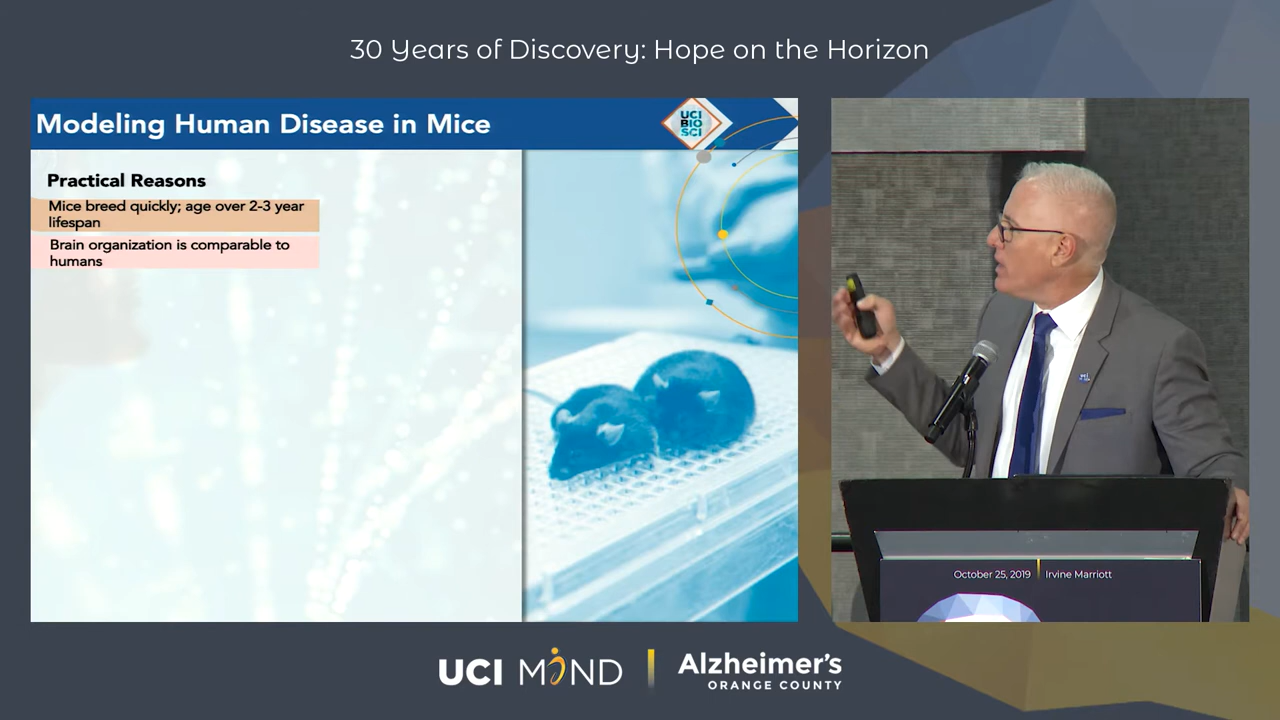 30 Years of Discovery: Hope on the Horizon
Modeling Human Disease in Mice
UCI
BIO
SCI
Practical Reasons
Mice breed quickly; age over 2-3 year
lifespan
Brain organization is comparable to
humans
October 25, 2019 | Irvine Marriott
UCI MIND | Alzheimer's
ORANGE COUNTY